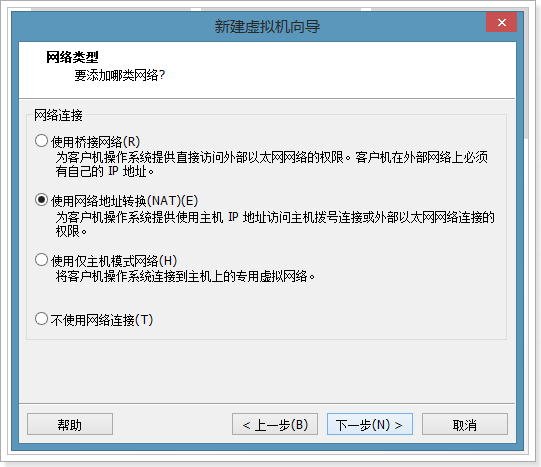 新建虚拟机向导
网络类型
要添加哪类网络?
网络连接
使用桥接网络(R)
为客户机操作系统提供直接访问外部以太网网络的权限。客户机在外部网络上必须
有自己的 IP 地址。
使用网络地址转换(NAT)(E)
为客户机操作系统提供使用主机 IP 地址访问主机拨号连接或外部以太网网络连接的
权限。
使用仅主机模式网络(H)
将客户机操作系统连接到主机上的专用虚拟网络。
不使用网络连接(T)
帮助
< 上一步(B)
下一步(N) >
取消